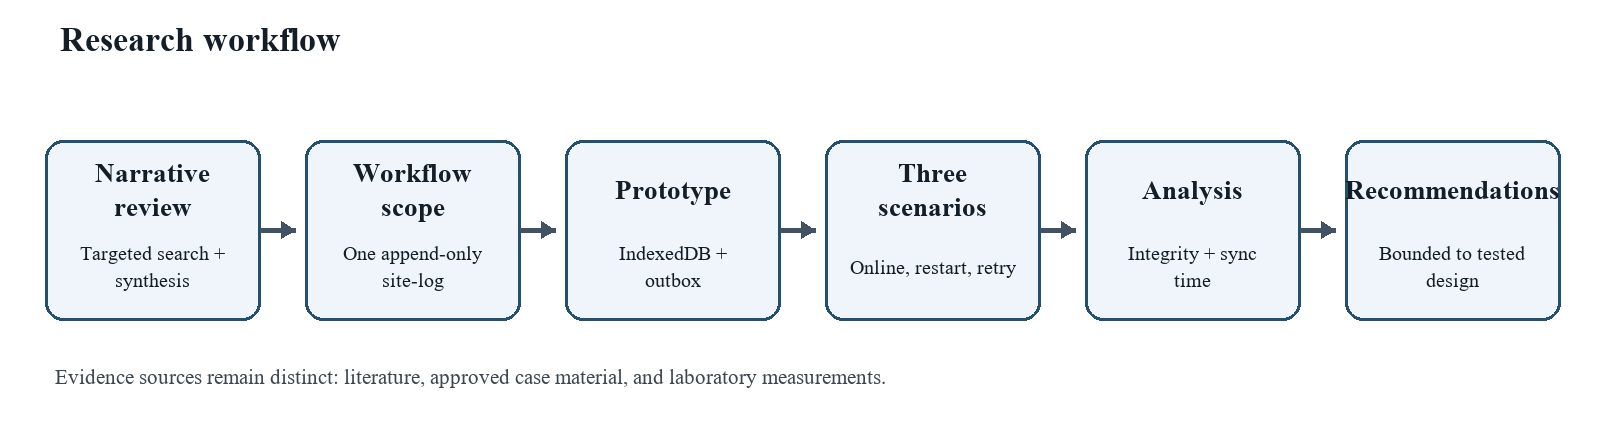 Research workflow
Narrative
review
Targeted search +
synthesis
Workflow
scope
One append-only
site-log
Prototype
IndexedDB +
outbox
Three
scenarios
Online, restart, retry
Analysis
Integrity + sync
time
Recommendations
Bounded to tested
design
Evidence sources remain distinct: literature, approved case material, and laboratory measurements.